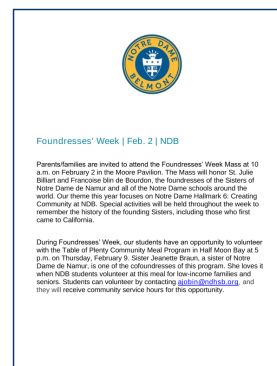 NOTRE DAME
BELMONT
Foundresses' Week | Feb. 2 | NDB
Parents/families are invited to attend the Foundresses' Week Mass at 10
a.m. on February 2 in the Moore Pavilion. The Mass will honor St. Julie
Billiart and Francoise blin de Bourdon, the foundresses of the Sisters of
Notre Dame de Namur and all of the Notre Dame schools around the
world. Our theme this year focuses on Notre Dame Hallmark 6: Creating
Community at NDB. Special activities will be held throughout the week to
remember the history of the founding Sisters, including those who first
came to California.
During Foundresses' Week, our students have an opportunity to volunteer
with the Table of Plenty Community Meal Program in Half Moon Bay at 5
p.m. on Thursday, February 9. Sister Jeanette Braun, a sister of Notre
Dame de Namur, is one of the cofoundresses of this program. She loves it
when NDB students volunteer at this meal for low-income families and
seniors. Students can volunteer by contacting ajobin@ndhsb.org, and
they will receive community service hours for this opportunity.